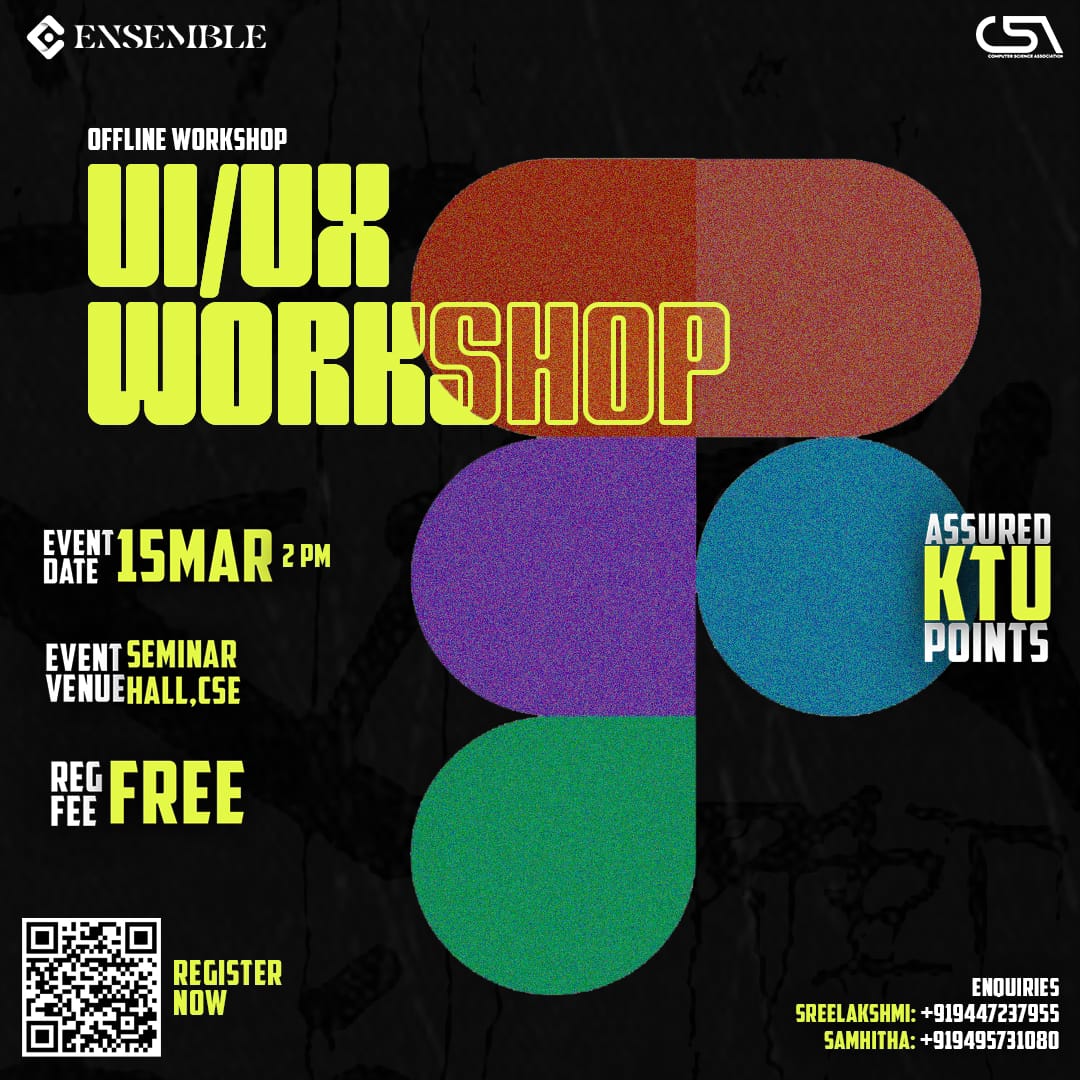 ENSEMBLE
CSA
COMPUTER SCIENCE ASSOCIATION
OFFLINE WORKSHOP
UI/UX
WORKSHOP
EVENT DATE 15MAR 2 PM
EVENT VENUE SEMINAR HALL,CSE
REG FEE FREE
ASSURED
KTU
POINTS
REGISTER
NOW
ENQUIRIES
SREELAKSHMI: +919447237955
SAMHITHA: +919495731080